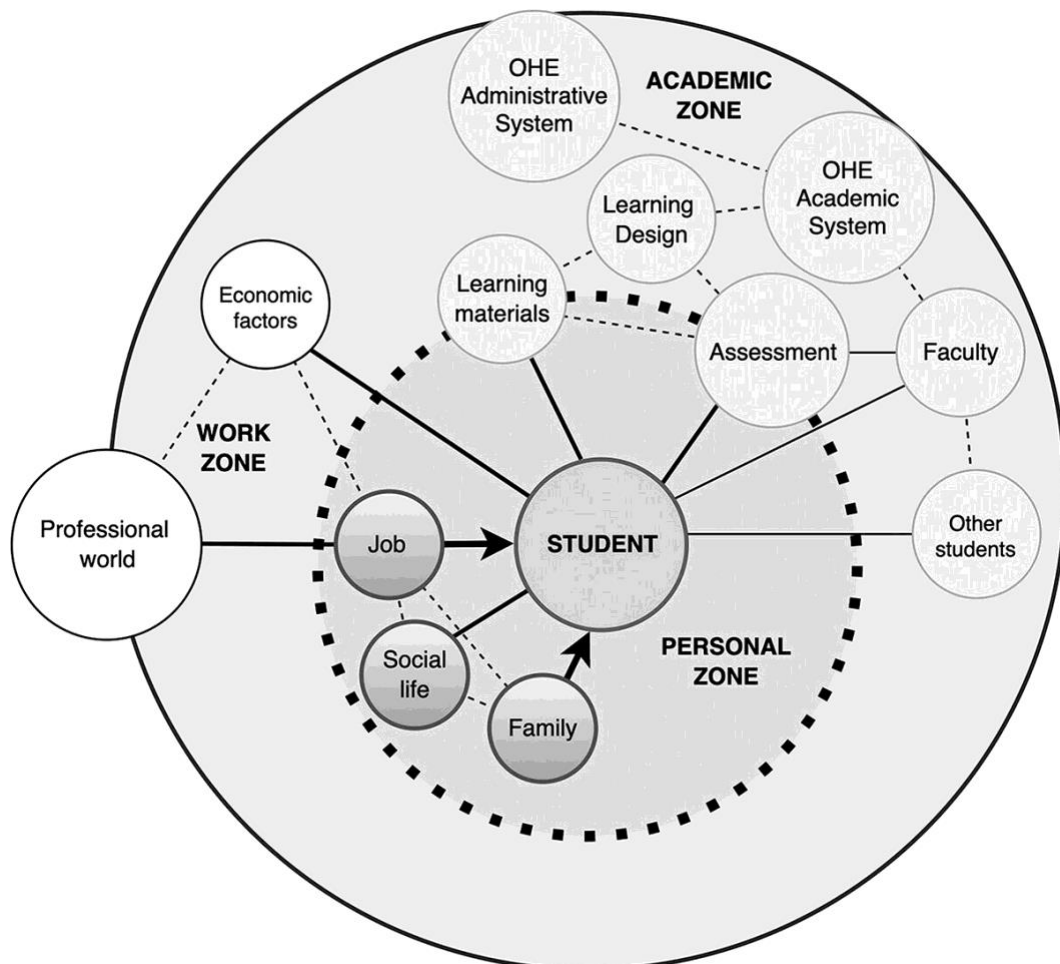 OHE
Administrative
System
ACADEMIC
ZONE
OHE
Academic
System
Learning
Design
Learning
materials
Economic
factors
Assessment
Faculty
WORK
ZONE
Professional
world
Job
STUDENT
Other
students
Social
life
Family
PERSONAL
ZONE